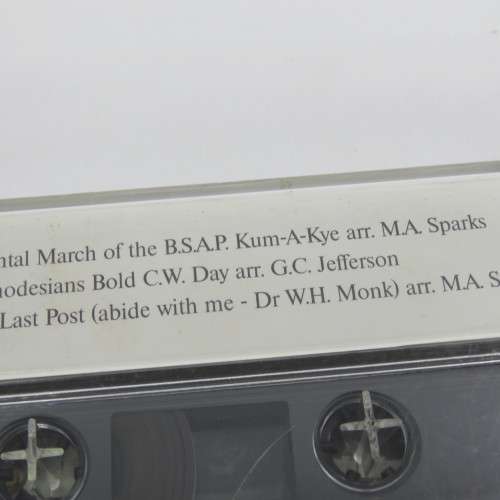 ntal March of the B.S.A.P. Kum-A-Kye arr. M.A. Sparks
nodesians Bold C.W. Day arr. G.C. Jefferson
Last Post (abide with me - Dr W.H. Monk) arr. M.A. S